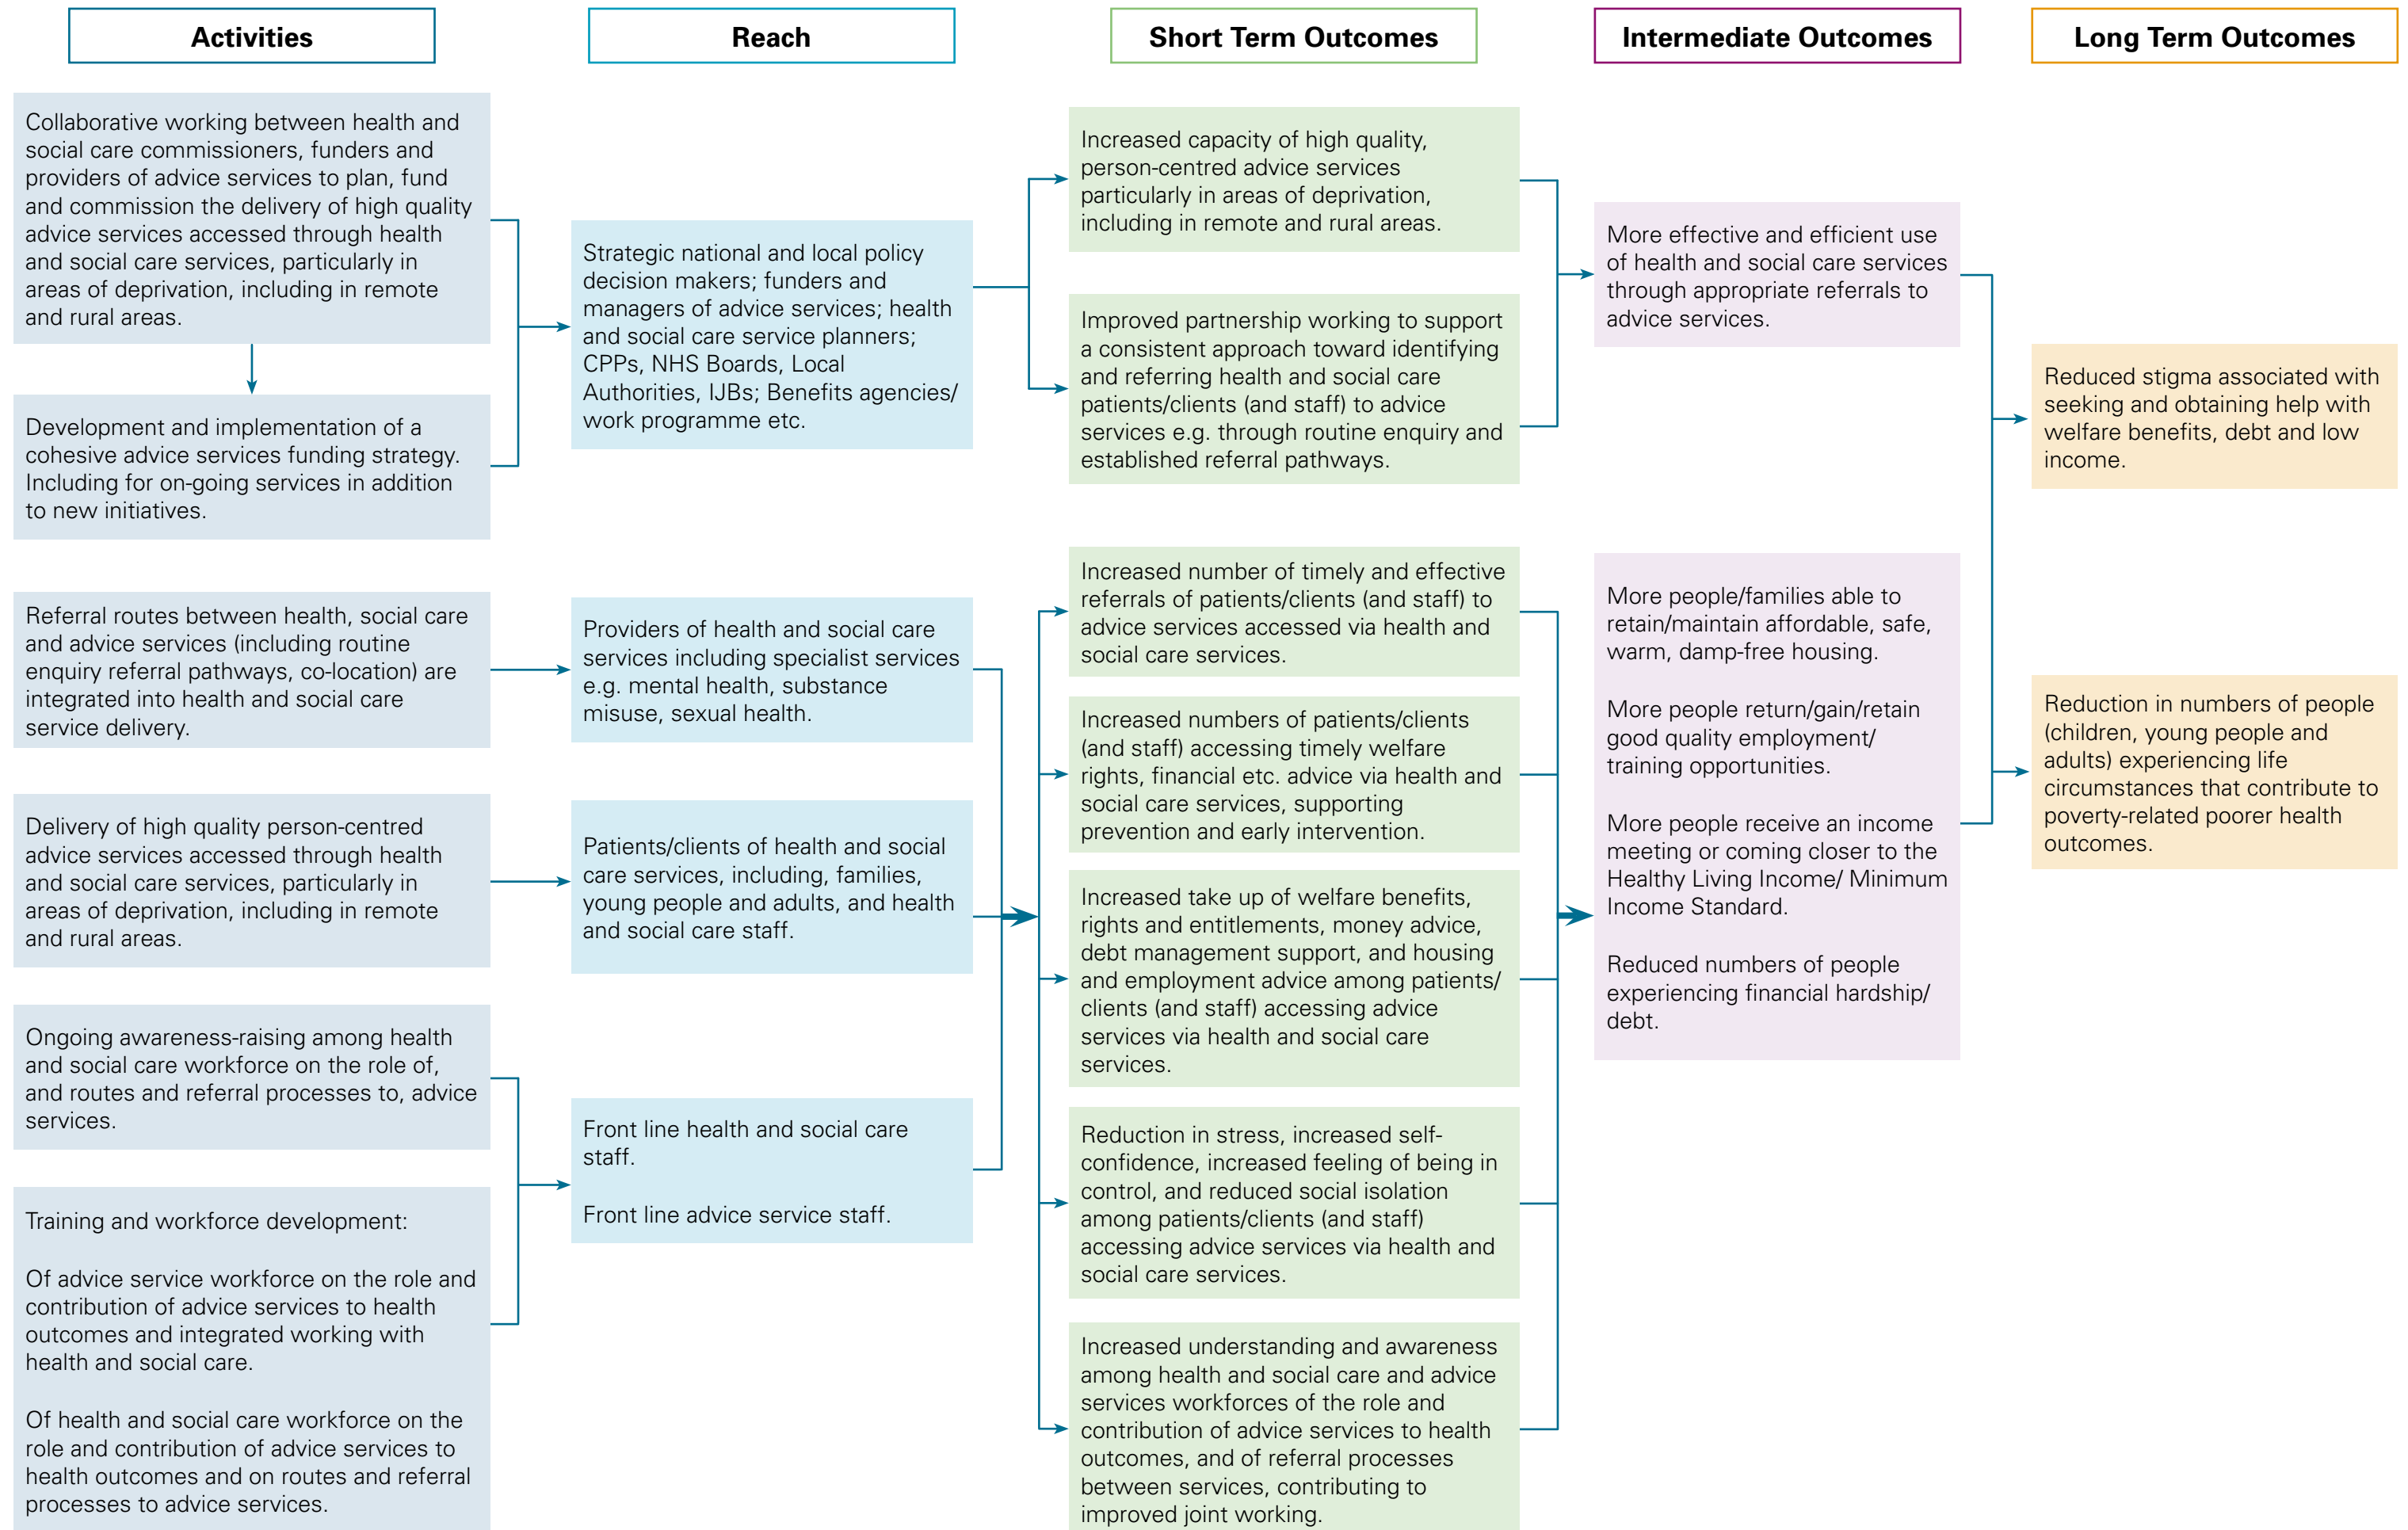 Activities
Reach
Short Term Outcomes
Intermediate Outcomes
Long Term Outcomes
Collaborative working between health and
social care commissioners, funders and
providers of advice services to plan, fund
and commission the delivery of high quality
advice services accessed through health
and social care services, particularly in
areas of deprivation, including in remote
and rural areas.
Development and implementation of a
cohesive advice services funding strategy.
Including for on-going services in addition
to new initiatives.
Referral routes between health, social care
and advice services (including routine
enquiry referral pathways, co-location) are
integrated into health and social care
service delivery.
Delivery of high quality person-centred
advice services accessed through health
and social care services, particularly in
areas of deprivation, including in remote
and rural areas.
Ongoing awareness-raising among health
and social care workforce on the role of,
and routes and referral processes to, advice
services.
Training and workforce development:
Of advice service workforce on the role and
contribution of advice services to health
outcomes and integrated working with
health and social care.
Of health and social care workforce on the
role and contribution of advice services to
health outcomes and on routes and referral
processes to advice services.
Strategic national and local policy
decision makers; funders and
managers of advice services; health
and social care service planners;
CPPs, NHS Boards, Local
Authorities, IJBs; Benefits agencies/
work programme etc.
Providers of health and social care
services including specialist services
e.g. mental health, substance
misuse, sexual health.
Patients/clients of health and social
care services, including, families,
young people and adults, and health
and social care staff.
Front line health and social care
staff.
Front line advice service staff.
Increased capacity of high quality,
person-centred advice services
particularly in areas of deprivation,
including in remote and rural areas.
Improved partnership working to support
a consistent approach toward identifying
and referring health and social care
patients/clients (and staff) to advice
services e.g. through routine enquiry and
established referral pathways.
Increased number of timely and effective
referrals of patients/clients (and staff) to
advice services accessed via health and
social care services.
Increased numbers of patients/clients
(and staff) accessing timely welfare
rights, financial etc. advice via health and
social care services, supporting
prevention and early intervention.
Increased take up of welfare benefits,
rights and entitlements, money advice,
debt management support, and housing
and employment advice among patients/
clients (and staff) accessing advice
services via health and social care
services.
Reduction in stress, increased self-
confidence, increased feeling of being in
control, and reduced social isolation
among patients/clients (and staff)
accessing advice services via health and
social care services.
Increased understanding and awareness
among health and social care and advice
services workforces of the role and
contribution of advice services to health
outcomes, and of referral processes
between services, contributing to
improved joint working.
More effective and efficient use
of health and social care services
through appropriate referrals to
advice services.
More people/families able to
retain/maintain affordable, safe,
warm, damp-free housing.
More people return/gain/retain
good quality employment/
training opportunities.
More people receive an income
meeting or coming closer to the
Healthy Living Income/ Minimum
Income Standard.
Reduced numbers of people
experiencing financial hardship/
debt.
Reduced stigma associated with
seeking and obtaining help with
welfare benefits, debt and low
income.
Reduction in numbers of people
(children, young people and
adults) experiencing life
circumstances that contribute to
poverty-related poorer health
outcomes.